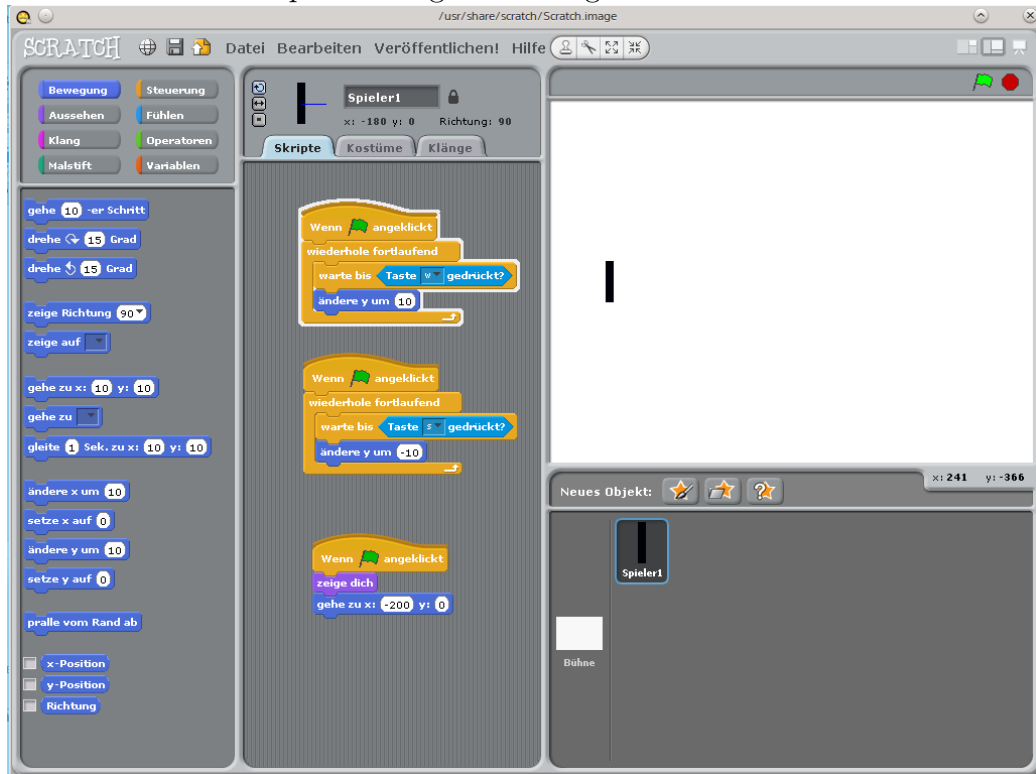 /usr/share/scratch/Scratch.image
SCRATCH Datei Bearbeiten Veröffentlichen! Hilfe
Bewegung Steuerung
Aussehen Fühlen
Klang Operatoren
Malstift Variablen
gehe 10 -er Schritt
drehe 15 Grad
drehe 15 Grad
zeige Richtung 90
zeige auf
gehe zu x: 10 y: 10
gehe zu
gleite 1 Sek. zu x: 10 y: 10
ändere x um 10
setze x auf 0
ändere y um 10
setze y auf 0
pralle vom Rand ab
x-Position
y-Position
Richtung
Spieler1
x: -180 y: 0 Richtung: 90
Skripte Kostüme Klänge
Wenn angeklickt
wiederhole fortlaufend
warte bis Taste w gedrückt?
ändere y um 10
Wenn angeklickt
wiederhole fortlaufend
warte bis Taste s gedrückt?
ändere y um -10
Wenn angeklickt
zeige dich
gehe zu x: -200 y: 0
x: 241 y: -366
Neues Objekt:
Spieler1
Bühne